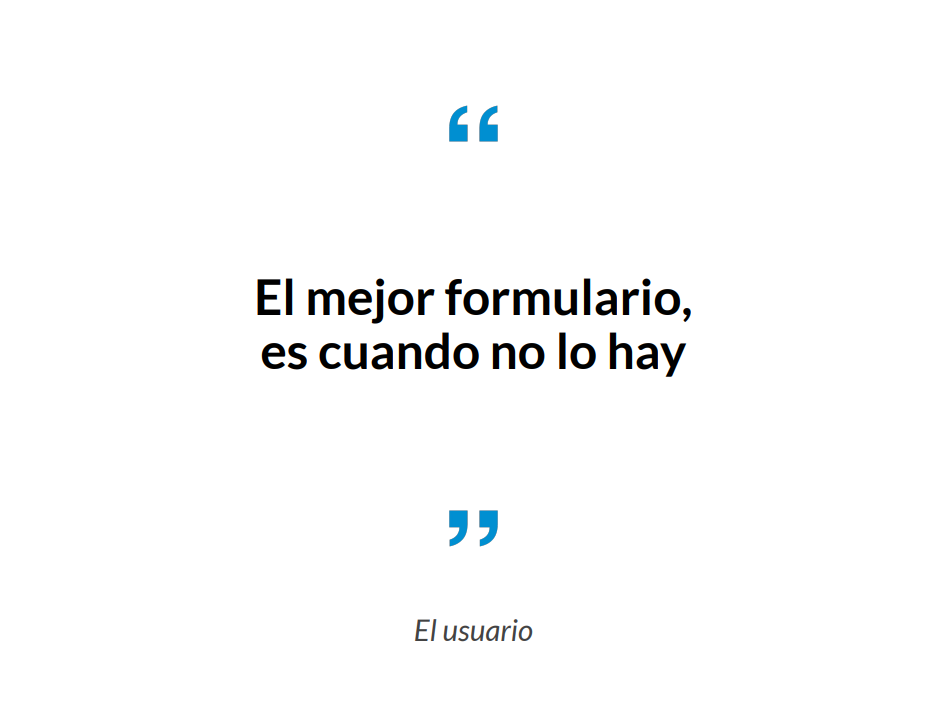 “
El mejor formulario,
es cuando no lo hay
”
El usuario